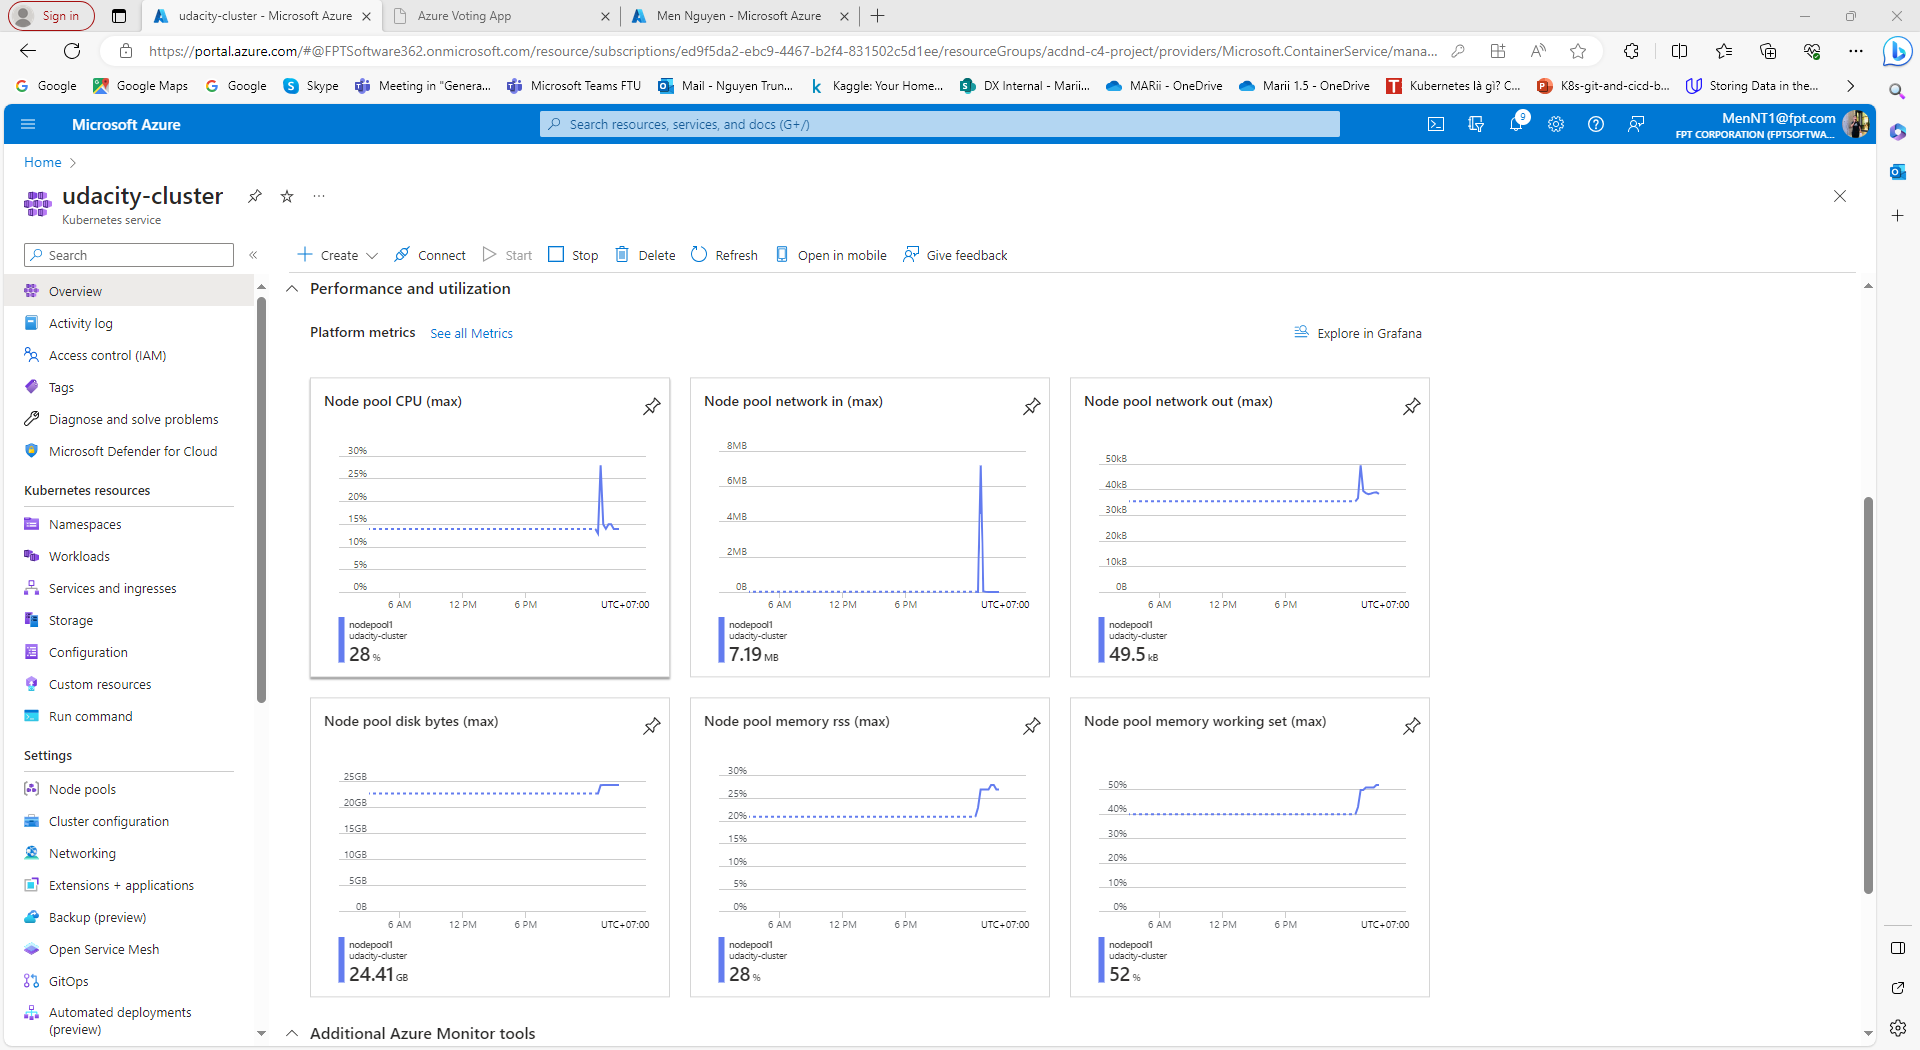 Sign in
udacity-cluster - Microsoft Azure
Azure Voting App
Men Nguyen - Microsoft Azure
https://portal.azure.com/#@FPTSoftware362.onmicrosoft.com/resource/subscriptions/ed9f5da2-ebc9-4467-b2f4-831502c5d1ee/resourceGroups/acdnd-c4-project/providers/Microsoft.ContainerService/mana...
Google
Google Maps
Google
Skype
Meeting in "Genera...
Microsoft Teams FTU
Mail - Nguyen Trun...
Kaggle: Your Home...
DX Internal - Marii...
MARii - OneDrive
Marii 1.5 - OneDrive
Kubernetes là gì? C...
K8s-git-and-cicd-b...
Storing Data in the...
Microsoft Azure
Search resources, services, and docs (G+/)
9
MenNT1@fpt.com
FPT CORPORATION (FPTSOFTWA...
Home
udacity-cluster
Kubernetes service
Search
Create
Connect
Start
Stop
Delete
Refresh
Open in mobile
Give feedback
Overview
Activity log
Access control (IAM)
Tags
Diagnose and solve problems
Microsoft Defender for Cloud
Kubernetes resources
Namespaces
Workloads
Services and ingresses
Storage
Configuration
Custom resources
Run command
Settings
Node pools
Cluster configuration
Networking
Extensions + applications
Backup (preview)
Open Service Mesh
GitOps
Automated deployments
(preview)
Performance and utilization
Platform metrics
See all Metrics
Explore in Grafana
Node pool CPU (max)
30%
25%
20%
15%
10%
5%
0%
6 AM 12 PM 6 PM UTC+07:00
nodepool1
udacity-cluster
28 %
Node pool network in (max)
8MB
6MB
4MB
2MB
0B
6 AM 12 PM 6 PM UTC+07:00
nodepool1
udacity-cluster
7.19 MB
Node pool network out (max)
50kB
40kB
30kB
20kB
10kB
0B
6 AM 12 PM 6 PM UTC+07:00
nodepool1
udacity-cluster
49.5 kB
Node pool disk bytes (max)
25GB
20GB
15GB
10GB
5GB
0B
6 AM 12 PM 6 PM UTC+07:00
nodepool1
udacity-cluster
24.41 GB
Node pool memory rss (max)
30%
25%
20%
15%
10%
5%
0%
6 AM 12 PM 6 PM UTC+07:00
nodepool1
udacity-cluster
28 %
Node pool memory working set (max)
50%
40%
30%
20%
10%
0%
6 AM 12 PM 6 PM UTC+07:00
nodepool1
udacity-cluster
52 %
Additional Azure Monitor tools